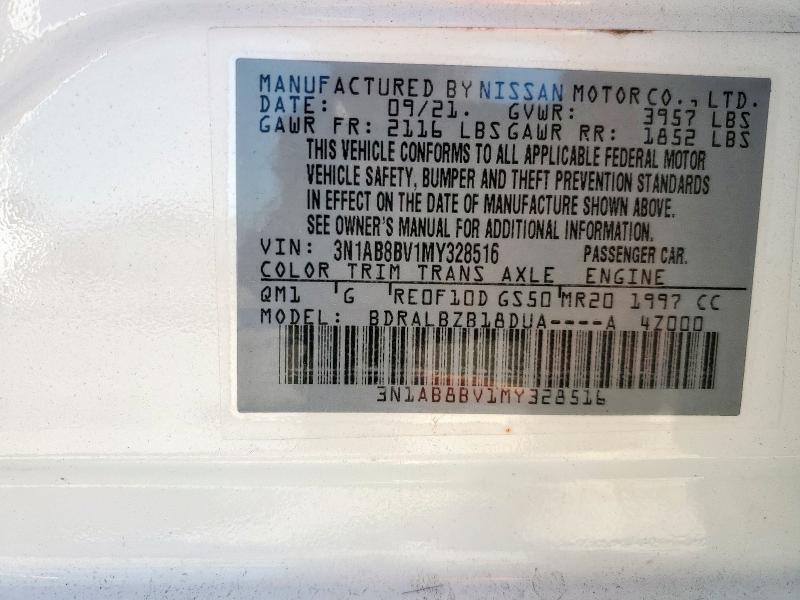 MANUFACTURED BY NISSAN MOTOR CO., LTD.
DATE: 09/21. GVWR: 3957 LBS
GAWR FR: 2116 LBS GAWR RR: 1852 LBS
THIS VEHICLE CONFORMS TO ALL APPLICABLE FEDERAL MOTOR
VEHICLE SAFETY, BUMPER AND THEFT PREVENTION STANDARDS
IN EFFECT ON THE DATE OF MANUFACTURE SHOWN ABOVE.
SEE OWNER'S MANUAL FOR ADDITIONAL INFORMATION.
VIN: 3N1AB8BV1MY328516 PASSENGER CAR.
COLOR TRIM TRANS AXLE ENGINE
QM1 G RE0F10D GS50 MR20 1997 CC
MODEL: BDRALBZB18DUA----A 4Z000
3N1AB8BV1MY328516